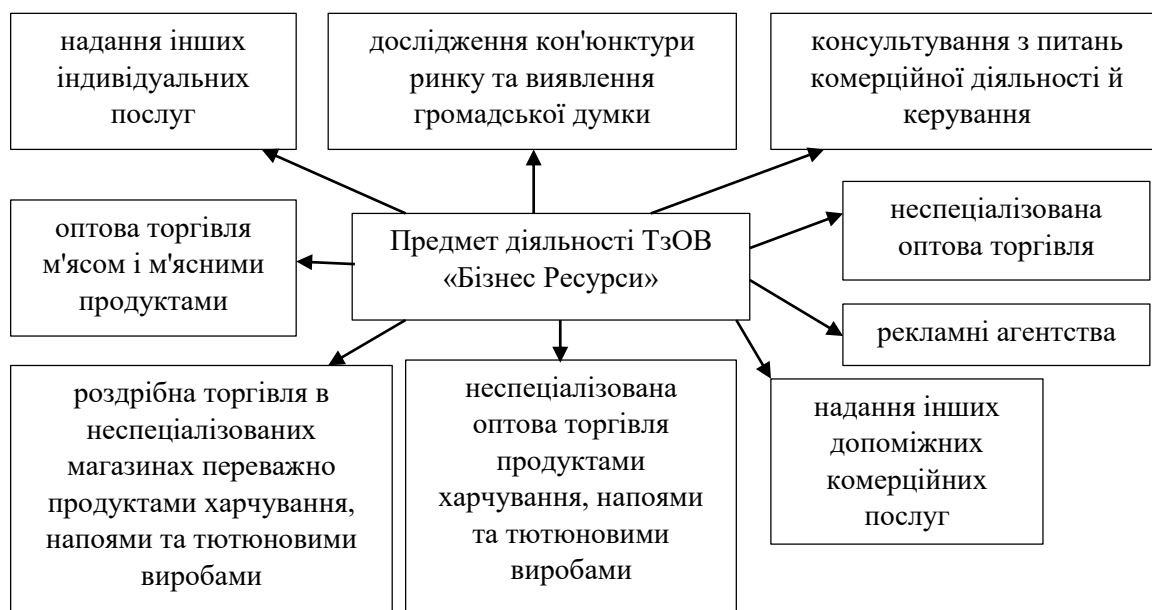 надання інших
індивідуальних
послуг
дослідження кон'юнктури
ринку та виявлення
громадської думки
консультування з питань
комерційної діяльності й
керування
оптова торгівля
м'ясом і м'ясними
продуктами
Предмет діяльності ТзОВ
«Бізнес Ресурси»
неспеціалізована
оптова торгівля
рекламні агентства
роздрібна торгівля в
неспеціалізованих
магазинах переважно
продуктами харчування,
напоями та тютюновими
виробами
неспеціалізована
оптова торгівля
продуктами
харчування, напоями
та тютюновими
виробами
надання інших
допоміжних
комерційних
послуг